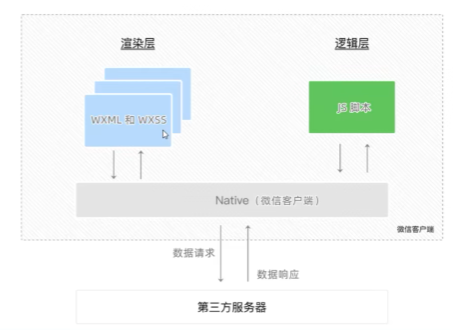 渲染层
逻辑层
WXML 和 WXSS
JS 脚本
Native（微信客户端）
微信客户端
数据请求
数据响应
第三方服务器